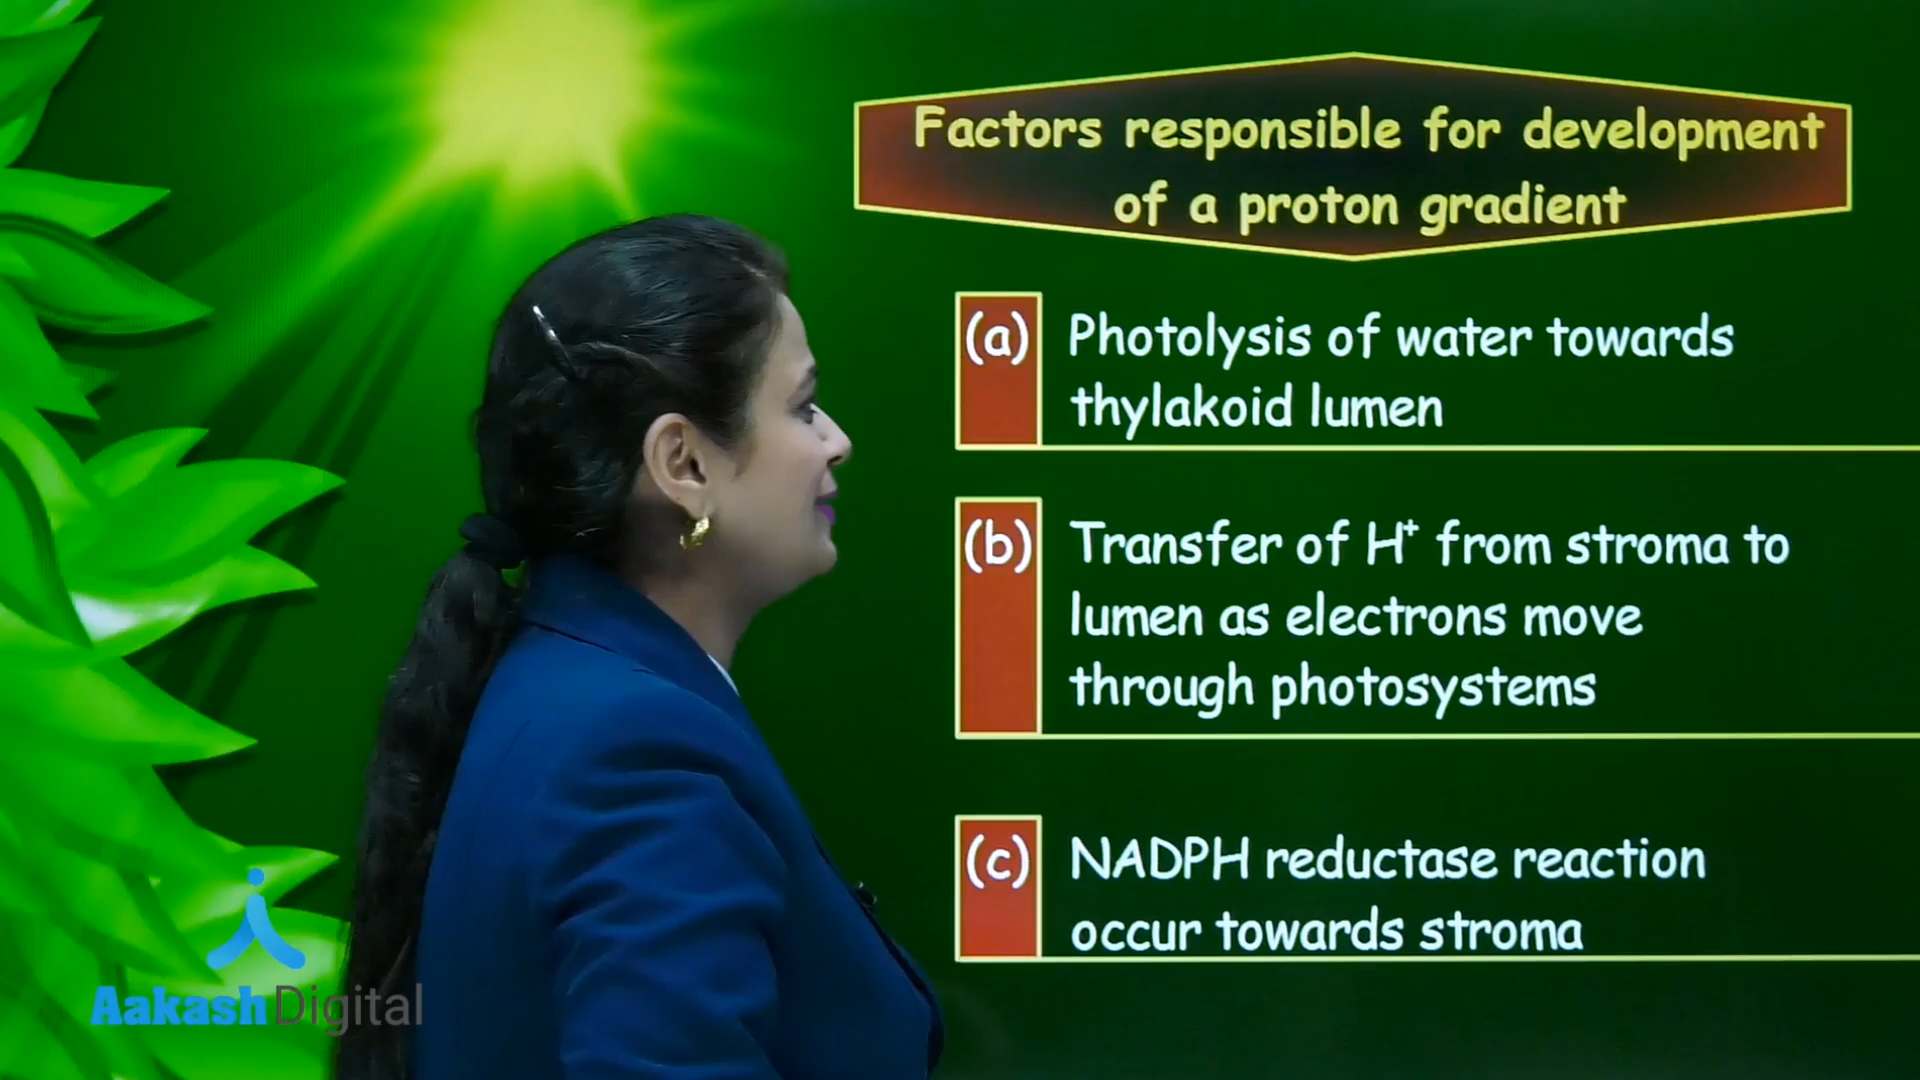 Factors responsible for development
of a proton gradient
(a) Photolysis of water towards
thylakoid lumen
(b) Transfer of H⁺ from stroma to
lumen as electrons move
through photosystems
(c) NADPH reductase reaction
occur towards stroma
Aakash Digital